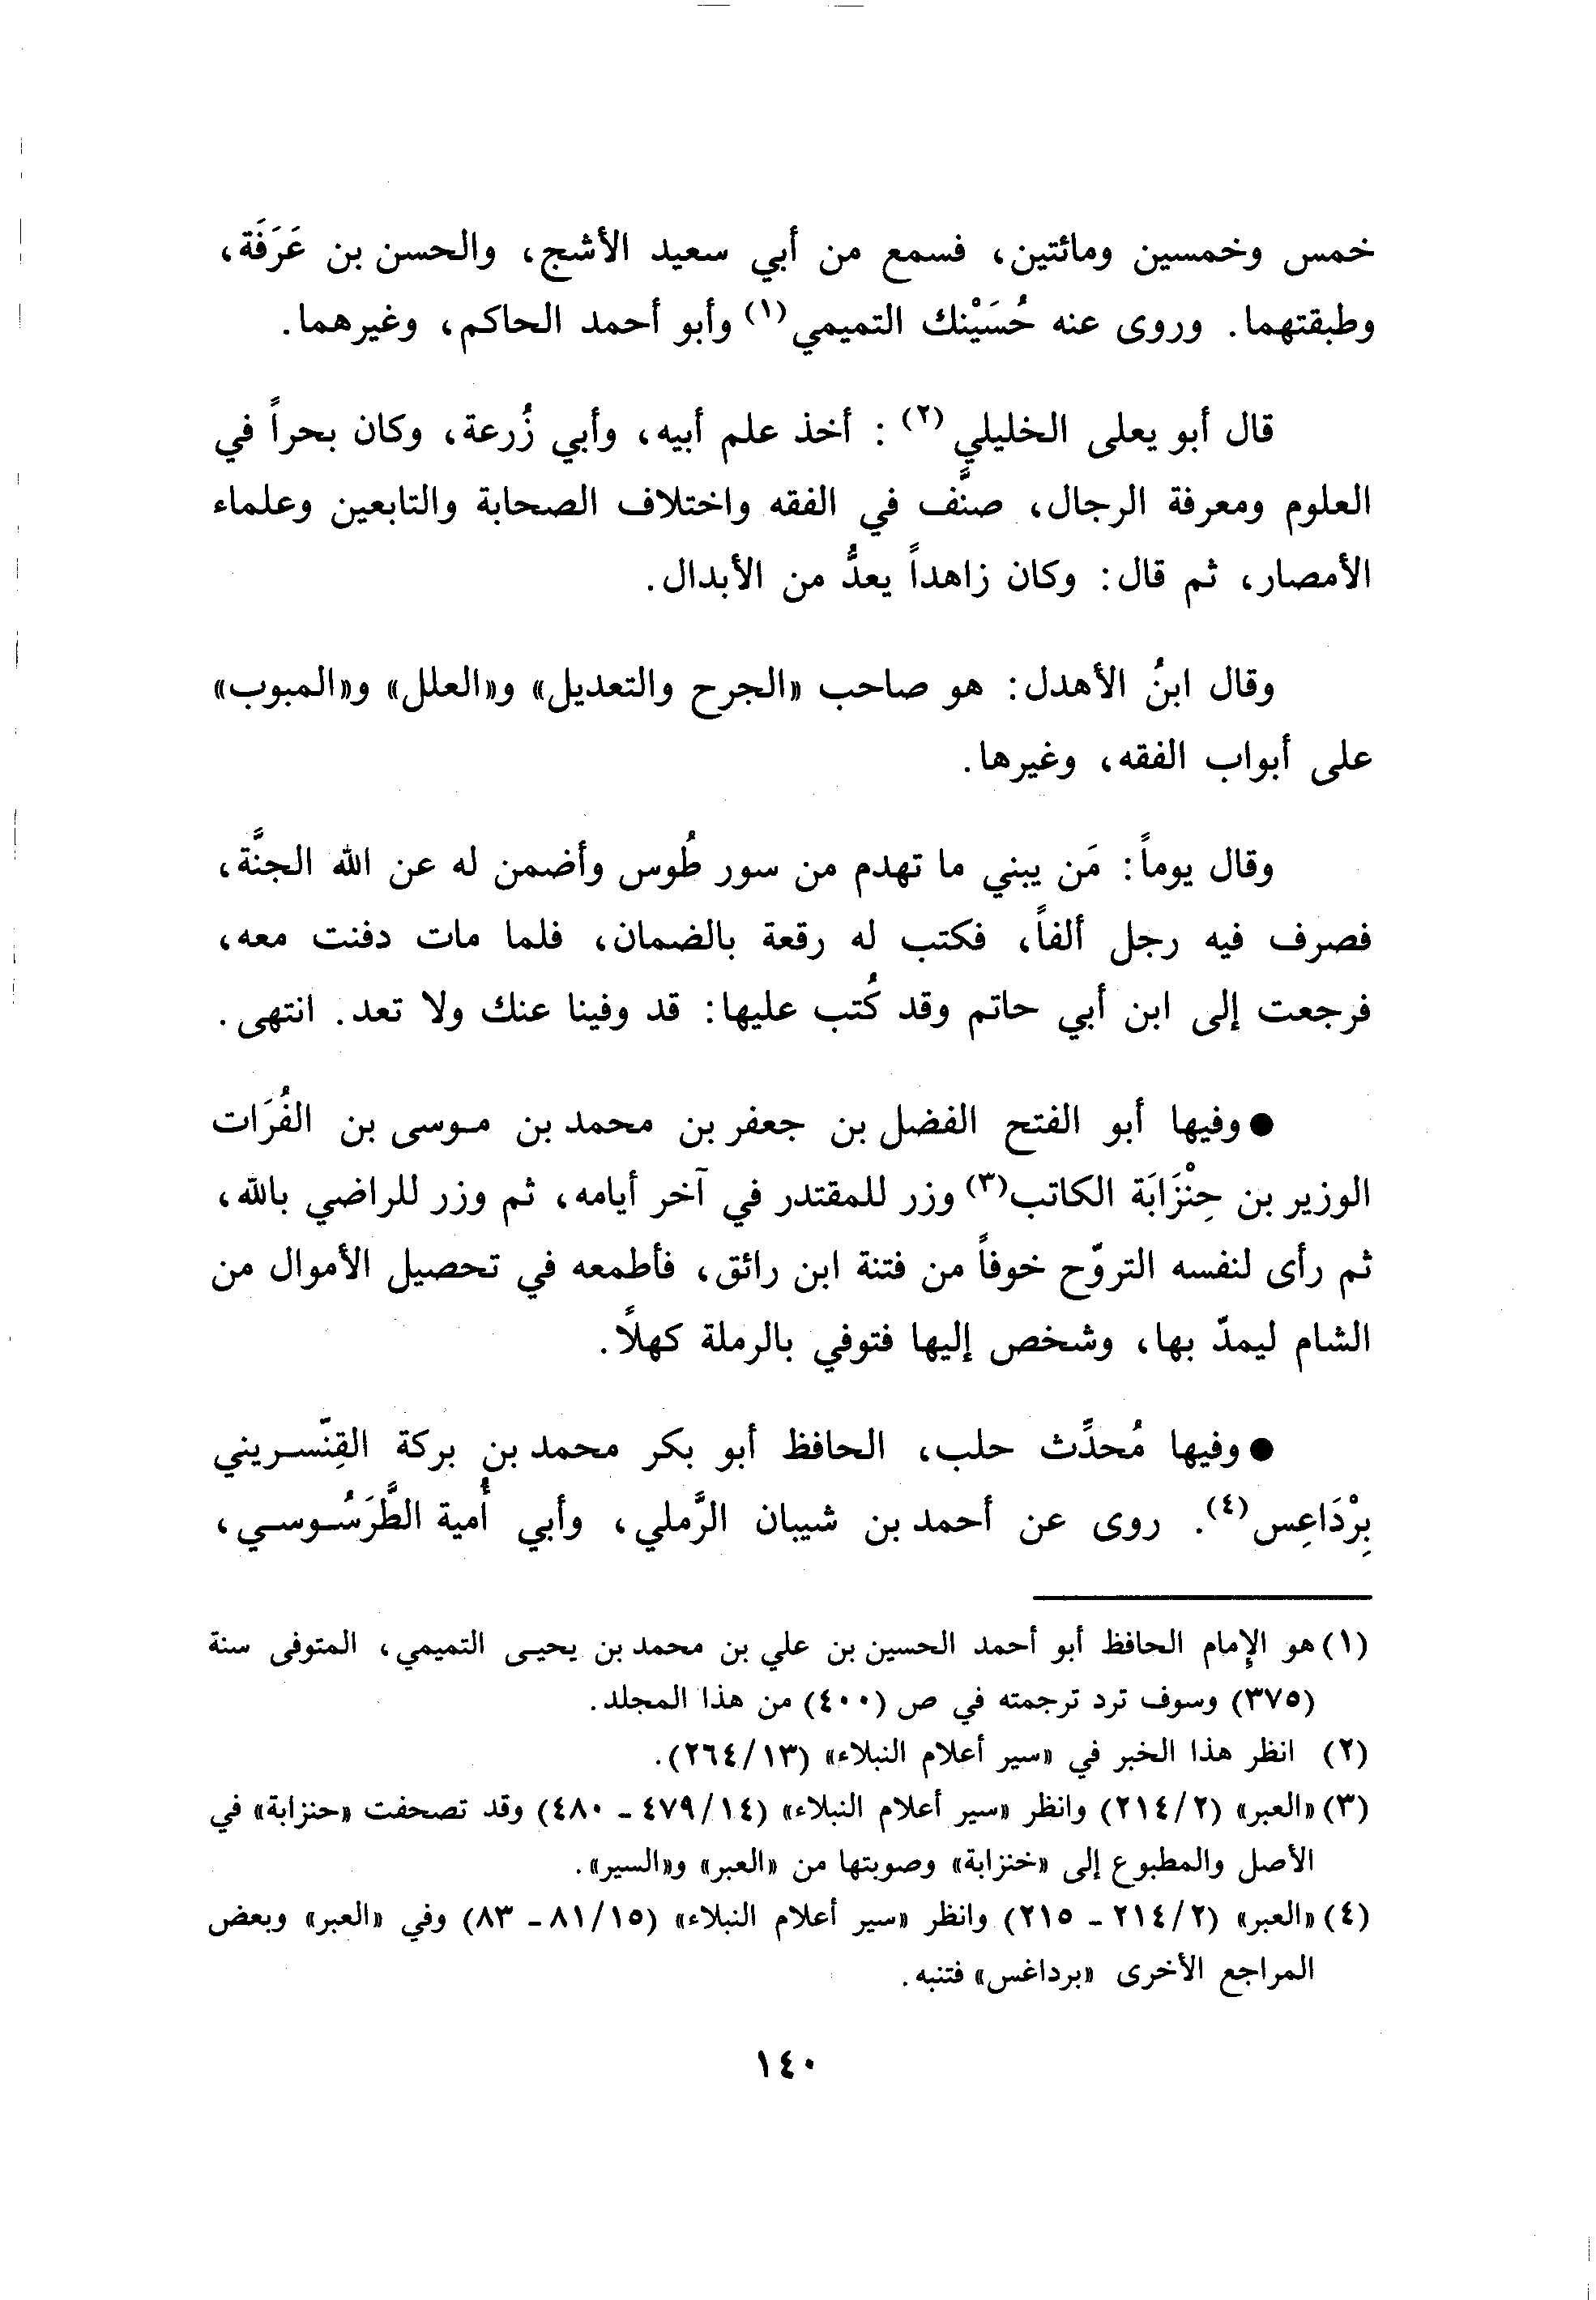 خمس وخمسين ومائتين، فسمع من أبي سعيد الأشج، والحسن بن عَرَفَة،
وطبقتهما. وروى عنه حُسَيْنك التميمي(١) وأبو أحمد الحاكم، وغيرهما.
قال أبو يعلى الخليلي(٢): أخذ علم أبيه، وأبي زُرعة، وكان بحراً في
العلوم ومعرفة الرجال، صنَّف في الفقه واختلاف الصحابة والتابعين وعلماء
الأمصار، ثم قال: وكان زاهداً يعدُّ من الأبدال.
وقال ابنُ الأهدل: هو صاحب «الجرح والتعديل» و«العلل» و«المبوب»
على أبواب الفقه، وغيرها.
وقال يوماً: مَن يبني ما تهدم من سور طُوس وأضمن له عن الله الجنَّة،
فصرف فيه رجل ألفاً، فكتب له رقعة بالضمان، فلما مات دفنت معه،
فرجعت إلى ابن أبي حاتم وقد كُتب عليها: قد وفينا عنك ولا تعد. انتهى.
● وفيها أبو الفتح الفضل بن جعفر بن محمد بن موسى بن الفُرَات
الوزير بن حِنْزَابَة الكاتب(٣) وزر للمقتدر في آخر أيامه، ثم وزر للراضي بالله،
ثم رأى لنفسه التروّح خوفاً من فتنة ابن رائق، فأطمعه في تحصيل الأموال من
الشام ليمدّ بها، وشخص إليها فتوفي بالرملة كهلاً.
● وفيها مُحدِّث حلب، الحافظ أبو بكر محمد بن بركة القِنّسريني
بِرْدَاعِس(٤). روى عن أحمد بن شيبان الرَّملي، وأبي أُمية الطَّرَسُوسي،
(١) هو الإِمام الحافظ أبو أحمد الحسين بن علي بن محمد بن يحيى التميمي، المتوفى سنة
(٣٧٥) وسوف ترد ترجمته في ص (٤٠٠) من هذا المجلد.
(٢) انظر هذا الخبر في «سير أعلام النبلاء» (٢٦٤/١٣).
(٣) «العبر» (٢١٤/٢) وانظر «سير أعلام النبلاء» (٤٧٩/١٤ - ٤٨٠) وقد تصحفت «حنزابة» في
الأصل والمطبوع إلى «خنزابة» وصوبتها من «العبر» و«السير».
(٤) «العبر» (٢١٤/٢ - ٢١٥) وانظر «سير أعلام النبلاء» (٨١/١٥ - ٨٣) وفي «العبر» وبعض
المراجع الأخرى «برداغس» فتنبه.
١٤٠